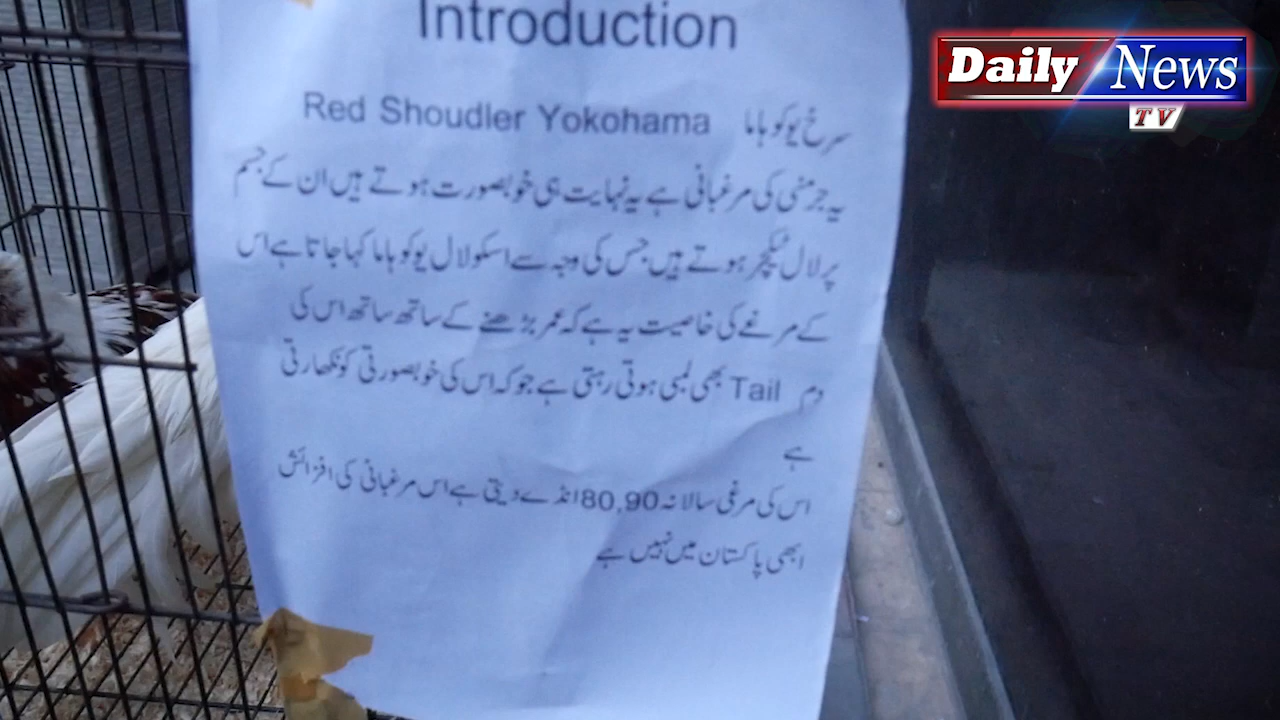 Introduction
Daily News
TV
سرخ یوکوہاما Red Shoudler Yokohama
یہ جرمنی کی مرغبانی ہے یہ نہایت ہی خوبصورت ہوتے ہیں ان کے جسم
پر لال ٹکچر ہوتے ہیں جس کی وجہ سے اسکو لال یوکوہاما کہا جاتا ہے اس
کے مرغے کی خاصیت یہ ہے کہ عمر بڑھنے کے ساتھ ساتھ اس کی
دم Tail بھی لمبی ہوتی رہتی ہے جو کہ اس کی خوبصورتی کو نکھارتی
ہے
اس کی مرغی سالانہ 80,90 انڈے دیتی ہے اس مرغبانی کی افزائش
ابھی پاکستان میں نہیں ہے